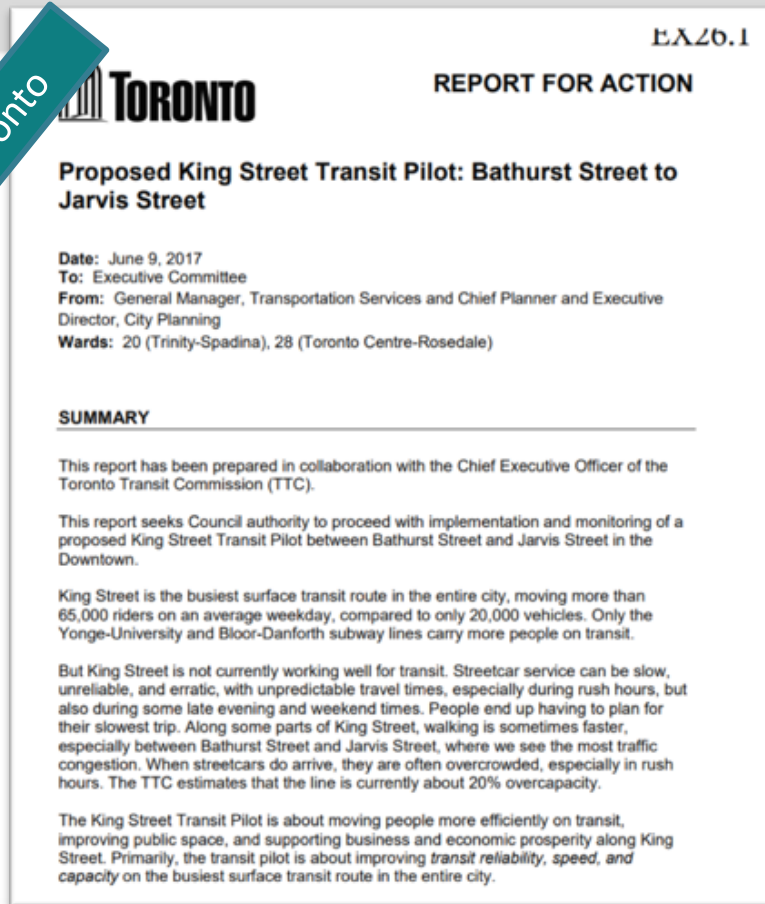 EX26.1
TORONTO
REPORT FOR ACTION
Proposed King Street Transit Pilot: Bathurst Street to
Jarvis Street
Date: June 9, 2017
To: Executive Committee
From: General Manager, Transportation Services and Chief Planner and Executive
Director, City Planning
Wards: 20 (Trinity-Spadina), 28 (Toronto Centre-Rosedale)
SUMMARY
This report has been prepared in collaboration with the Chief Executive Officer of the
Toronto Transit Commission (TTC).
This report seeks Council authority to proceed with implementation and monitoring of a
proposed King Street Transit Pilot between Bathurst Street and Jarvis Street in the
Downtown.
King Street is the busiest surface transit route in the entire city, moving more than
65,000 riders on an average weekday, compared to only 20,000 vehicles. Only the
Yonge-University and Bloor-Danforth subway lines carry more people on transit.
But King Street is not currently working well for transit. Streetcar service can be slow,
unreliable, and erratic, with unpredictable travel times, especially during rush hours, but
also during some late evening and weekend times. People end up having to plan for
their slowest trip. Along some parts of King Street, walking is sometimes faster,
especially between Bathurst Street and Jarvis Street, where we see the most traffic
congestion. When streetcars do arrive, they are often overcrowded, especially in rush
hours. The TTC estimates that the line is currently about 20% overcapacity.
The King Street Transit Pilot is about moving people more efficiently on transit,
improving public space, and supporting business and economic prosperity along King
Street. Primarily, the transit pilot is about improving transit reliability, speed, and
capacity on the busiest surface transit route in the entire city.